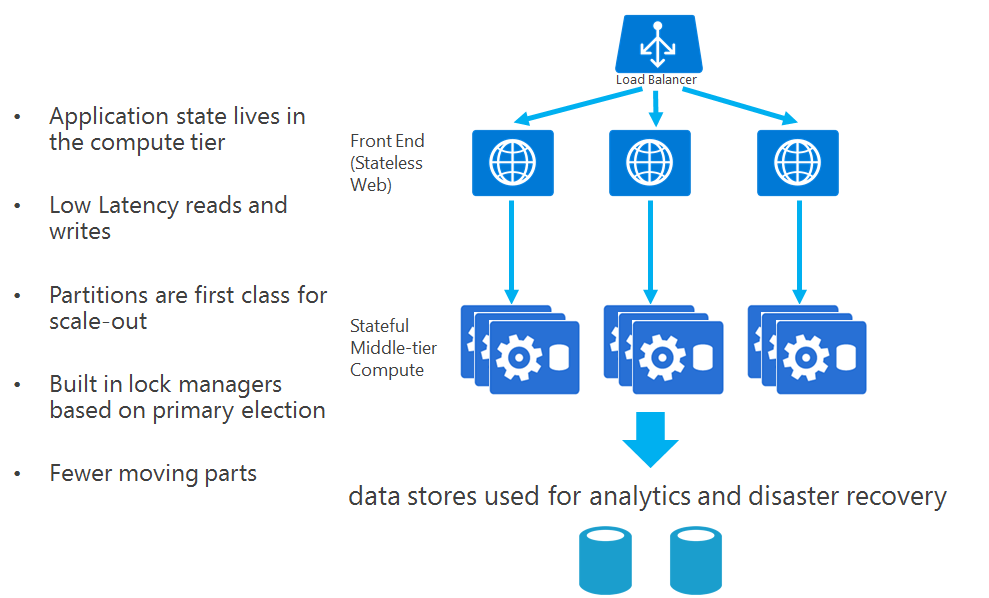 Load Balancer
• Application state lives in
the compute tier
• Low Latency reads and
writes
• Partitions are first class for
scale-out
• Built in lock managers
based on primary election
• Fewer moving parts
Front End
(Stateless
Web)
Stateful
Middle-tier
Compute
data stores used for analytics and disaster recovery